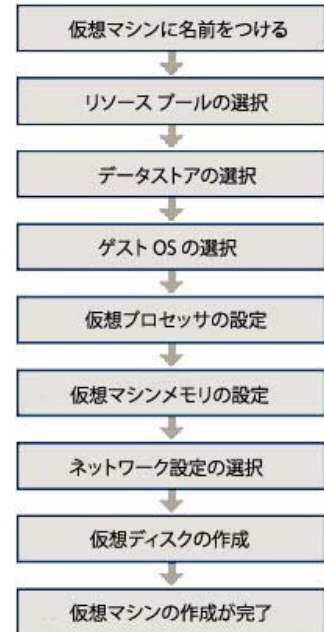 仮想マシンに名前をつける
リソース プールの選択
データストアの選択
ゲスト OS の選択
仮想プロセッサの設定
仮想マシンメモリの設定
ネットワーク設定の選択
仮想ディスクの作成
仮想マシンの作成が完了